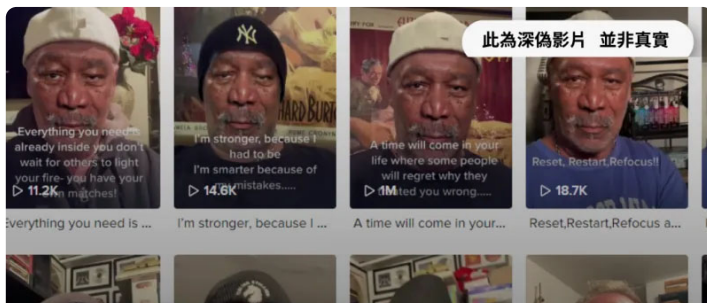 此為深偽影片 並非真實
Everything you need is
already inside you don't
wait for others to light
your fire- you have your
own matches!
11.2K
NY
I'm stronger, because I
had to be
I'm smarter because of
my mistakes.....
14.6K
A time will come in your
life where some people
will regret why they
treated you wrong.....
1M
Reset, Restart,Refocus!!
18.7K
Everything you need is ...
I'm stronger, because I ...
A time will come in your...
Reset,Restart,Refocus a...